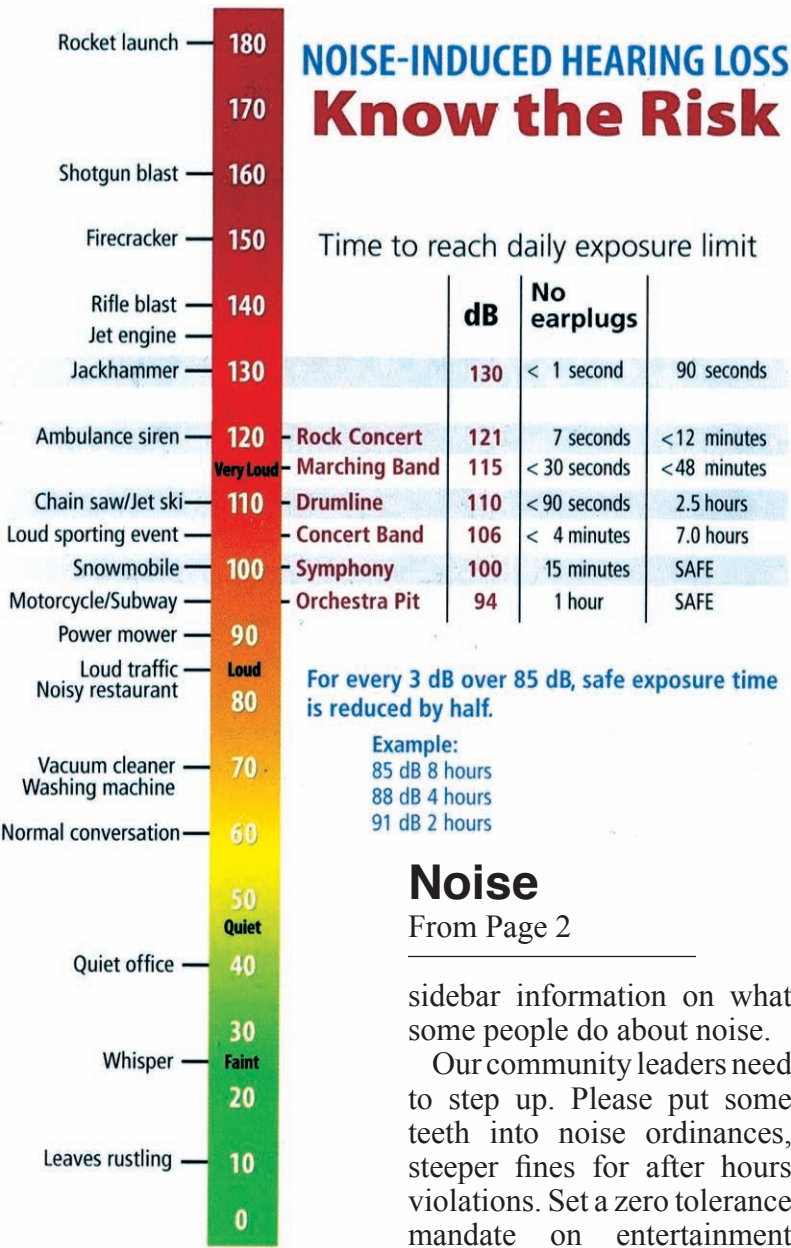 NOISE-INDUCED HEARING LOSS
Know the Risk
Rocket launch 180
170
Shotgun blast 160
Firecracker 150
Rifle blast 140
Jet engine
Jackhammer 130
Ambulance siren 120
Very Loud
Chain saw/Jet ski 110
Loud sporting event
Snowmobile 100
Motorcycle/Subway
Power mower 90
Loud traffic Loud
Noisy restaurant 80
Vacuum cleaner 70
Washing machine
Normal conversation 60
50
Quiet
Quiet office 40
30
Whisper Faint
20
Leaves rustling 10
0
Time to reach daily exposure limit
dB No
earplugs
130 < 1 second 90 seconds
Rock Concert 121 7 seconds <12 minutes
Marching Band 115 < 30 seconds <48 minutes
Drumline 110 < 90 seconds 2.5 hours
Concert Band 106 < 4 minutes 7.0 hours
Symphony 100 15 minutes SAFE
Orchestra Pit 94 1 hour SAFE
For every 3 dB over 85 dB, safe exposure time
is reduced by half.
Example:
85 dB 8 hours
88 dB 4 hours
91 dB 2 hours
Noise
From Page 2
sidebar information on what
some people do about noise.
Our community leaders need
to step up. Please put some
teeth into noise ordinances,
steeper fines for after hours
violations. Set a zero tolerance
mandate on entertainment